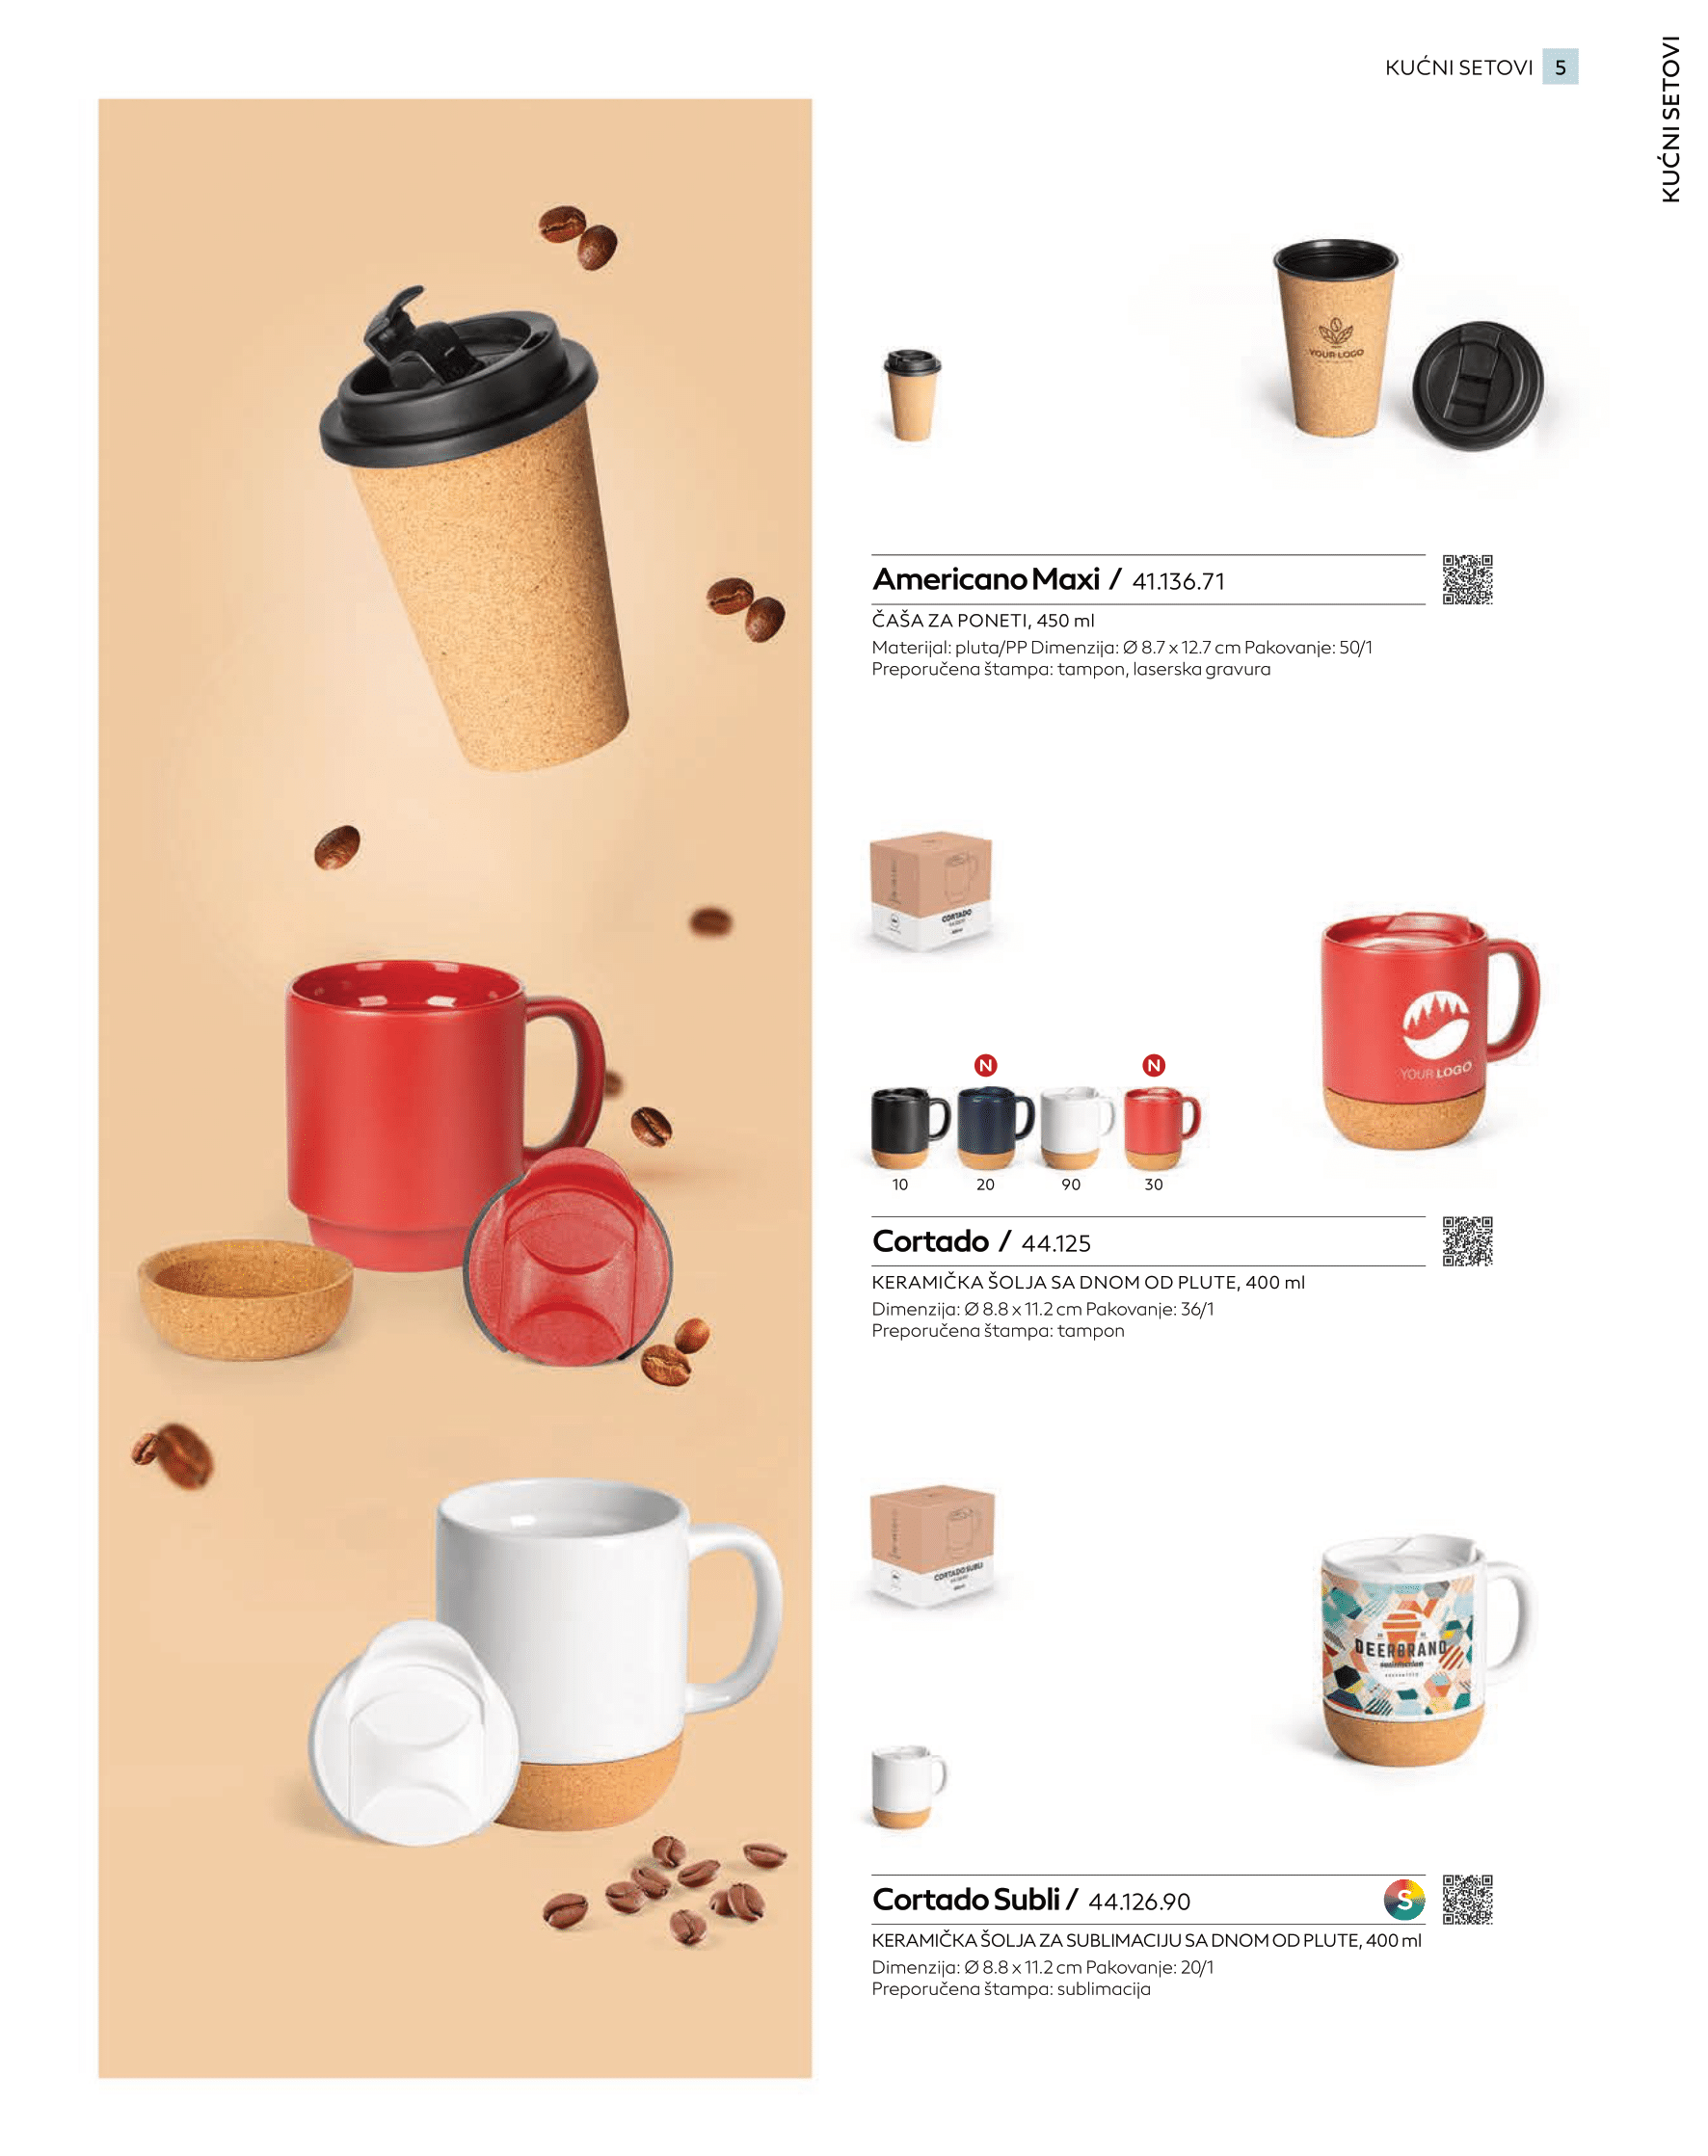 KUĆNI SETOVI 5
KUĆNI SETOVI
YOUR LOGO
Americano Maxi / 41.136.71
ČAŠA ZA PONETI, 450 ml
Materijal: pluta/PP Dimenzija: Ø 8.7 x 12.7 cm Pakovanje: 50/1
Preporučena štampa: tampon, laserska gravura
CORTADO
YOUR LOGO
N
N
10
20
90
30
Cortado / 44.125
KERAMIČKA ŠOLJA SA DNOM OD PLUTE, 400 ml
Dimenzija: Ø 8.8 x 11.2 cm Pakovanje: 36/1
Preporučena štampa: tampon
CORTADO SUBLI
DEERBRAND
Cortado Subli / 44.126.90
S
KERAMIČKA ŠOLJA ZA SUBLIMACIJU SA DNOM OD PLUTE, 400 ml
Dimenzija: Ø 8.8 x 11.2 cm Pakovanje: 20/1
Preporučena štampa: sublimacija